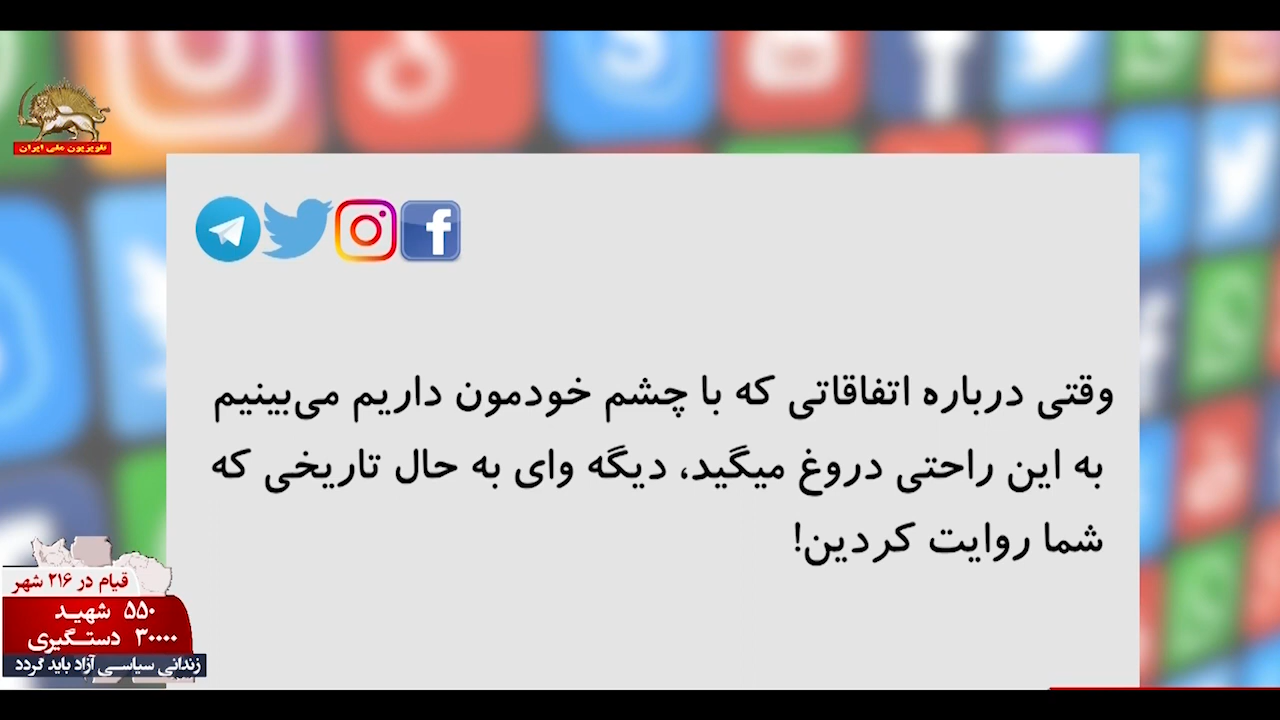 تلویزیون ملی ایران
وقتی درباره اتفاقاتی که با چشم خودمون داریم می‌بینیم
به این راحتی دروغ میگید، دیگه وای به حال تاریخی که
شما روایت کردین!
قیام در ۲۱۶ شهر
۵۵۰ شهید
۳۰۰۰۰ دستگیری
زندانی سیاسی آزاد باید گردد